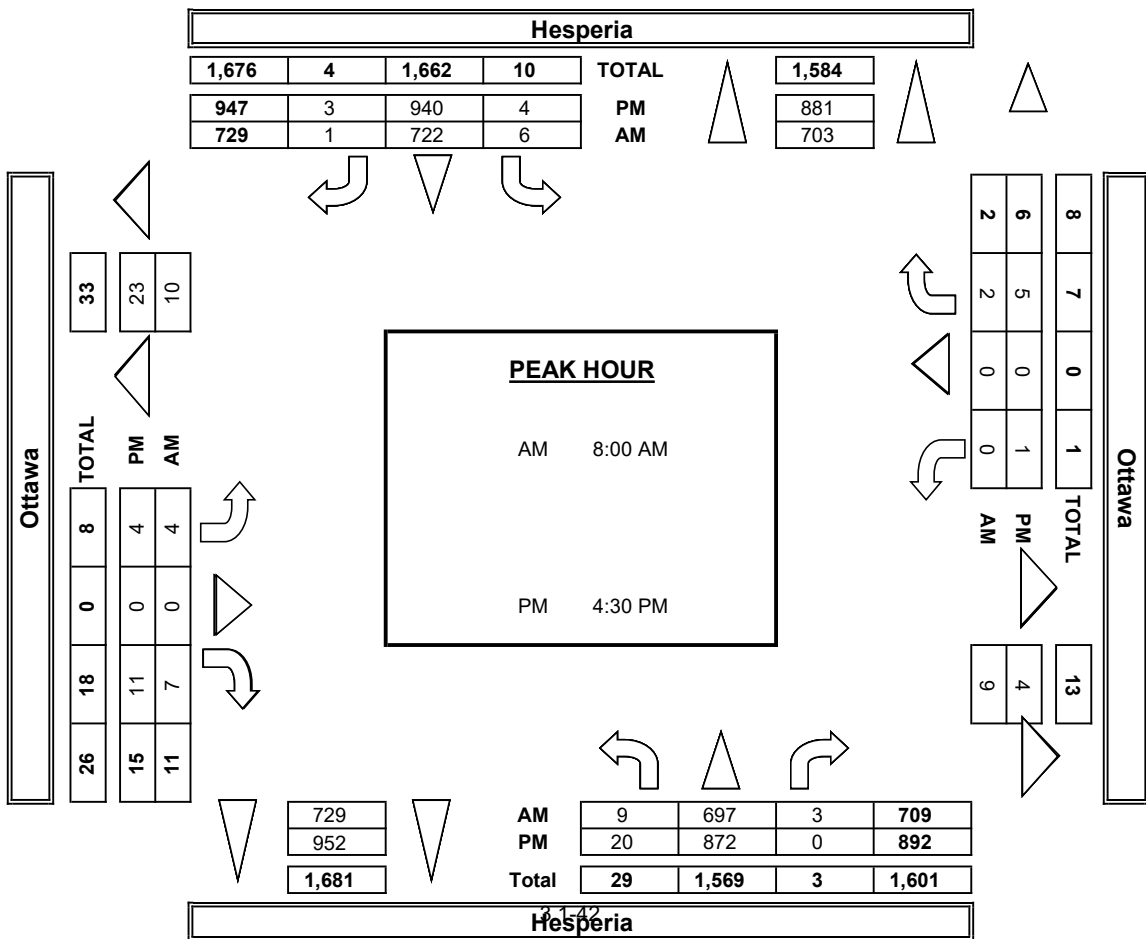 Hesperia
1,676 4 1,662 10 TOTAL 1,584
947 3 940 4 PM 881
729 1 722 6 AM 703
Ottawa
33
23
10
TOTAL
PM
AM
8 0 18 26
4 0 11 15
4 0 7 11
PEAK HOUR
AM 8:00 AM
PM 4:30 PM
2 2 0 0 AM
6 5 0 1 PM
8 7 0 1 TOTAL
9
4
13
Ottawa
729 AM 9 697 3 709
952 PM 20 872 0 892
1,681 Total 29 1,569 3 1,601
3.1-42
Hesperia